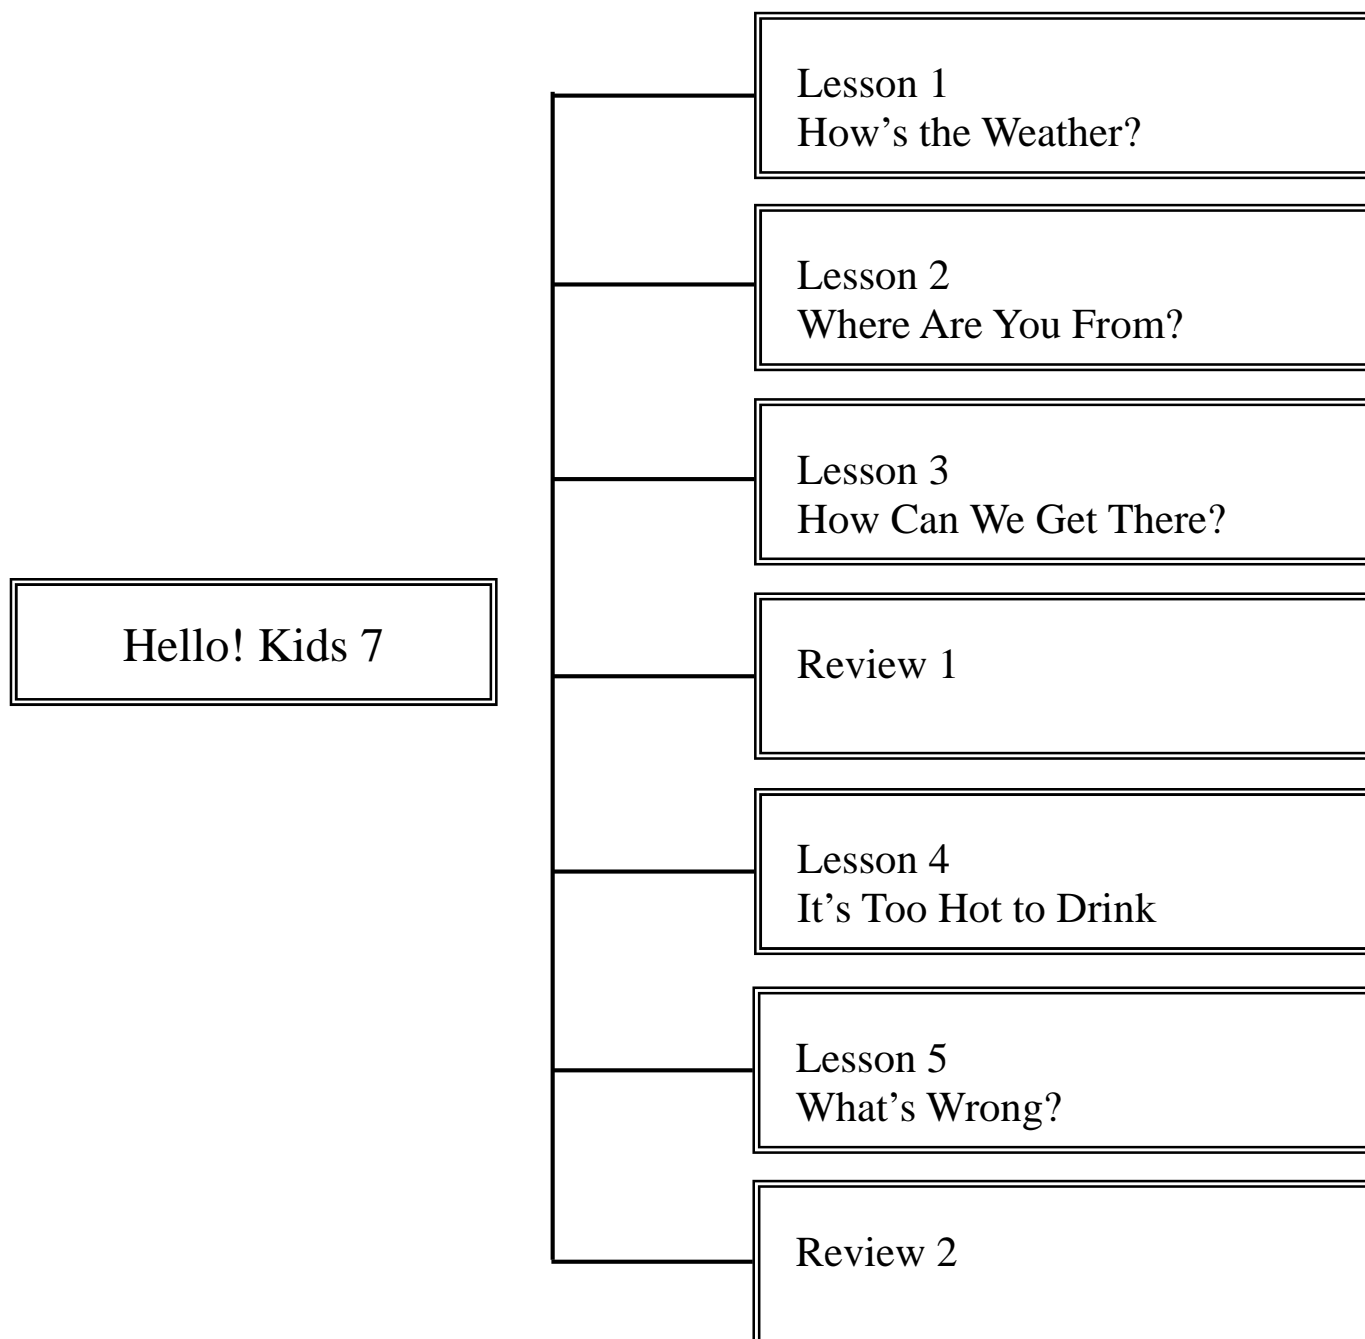 Hello! Kids 7
Lesson 1
How’s the Weather?
Lesson 2
Where Are You From?
Lesson 3
How Can We Get There?
Review 1
Lesson 4
It’s Too Hot to Drink
Lesson 5
What’s Wrong?
Review 2